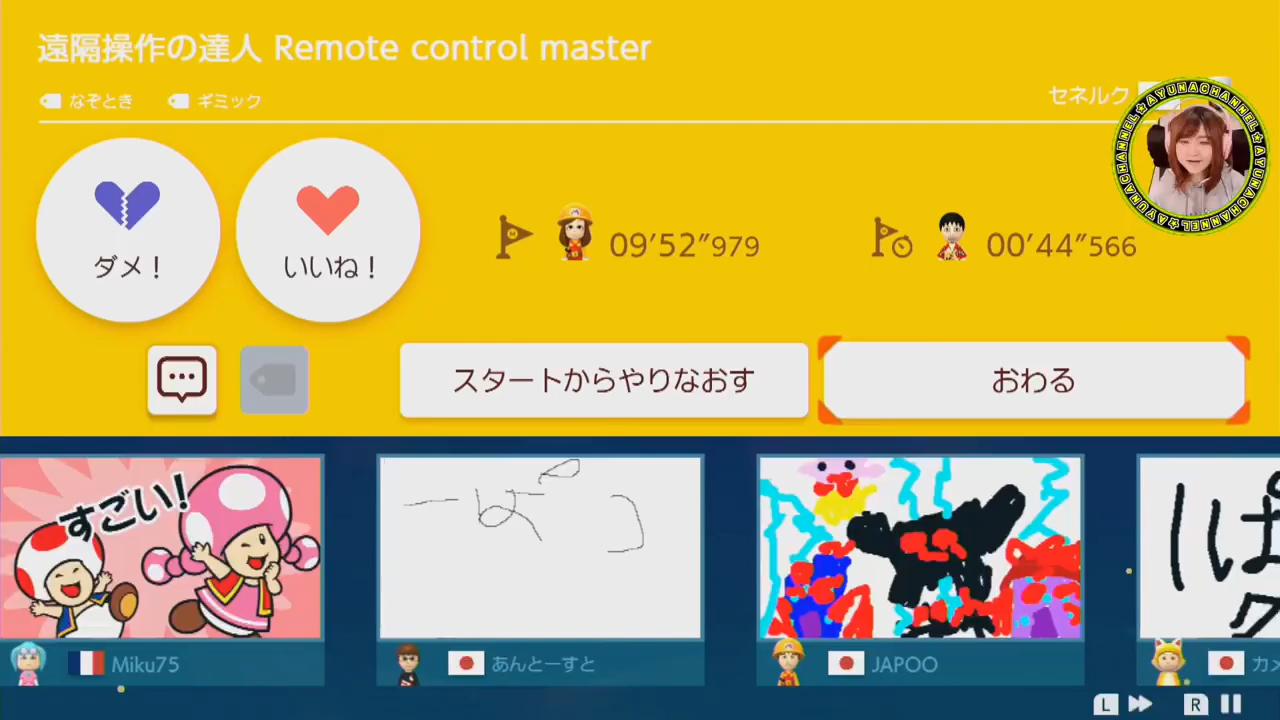 遠隔操作の達人 Remote control master
なぞとき ギミック
セネルク
AYUNACHANNEL★AYUNACHANNEL★AYUNACHANNEL★
ダメ！
いいね！
09′52″979
00′44″566
スタートからやりなおす
おわる
すごい！
Miku75
あんとーすと
JAPOO
L
R